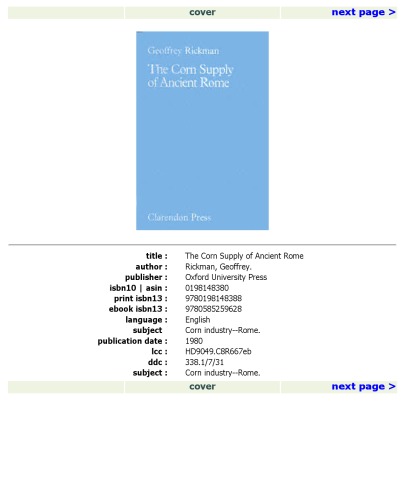 cover next page >
Geoffrey Rickman
The Corn Supply
of Ancient Rome
Clarendon Press
title : The Corn Supply of Ancient Rome
author : Rickman, Geoffrey.
publisher : Oxford University Press
isbn10 | asin : 0198148380
print isbn13 : 9780198148388
ebook isbn13 : 9780585259628
language : English
subject Corn industry--Rome.
publication date : 1980
lcc : HD9049.C8R667eb
ddc : 338.1/7/31
subject : Corn industry--Rome.
cover next page >